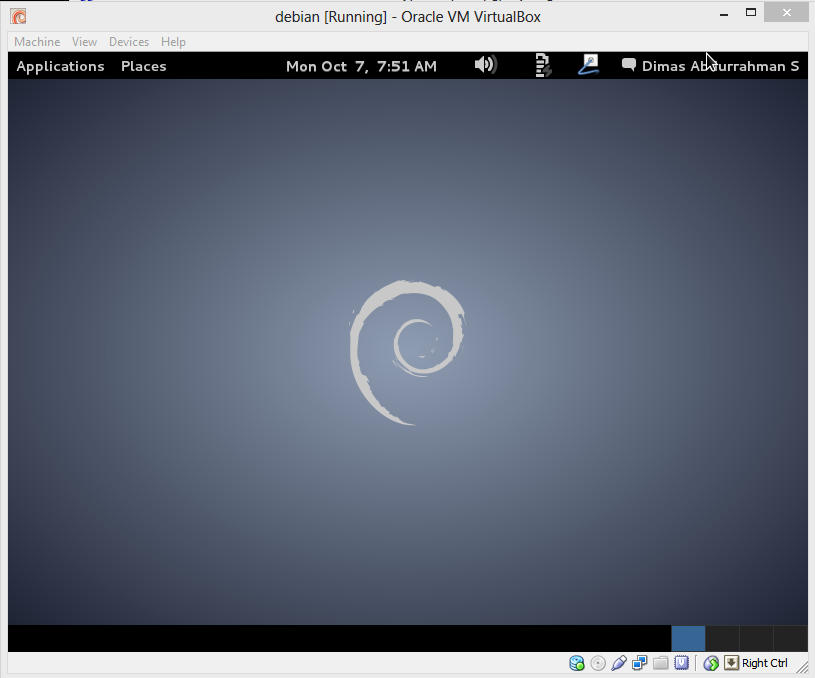 debian [Running] - Oracle VM VirtualBox
Machine View Devices Help
Applications Places Mon Oct 7, 7:51 AM Dimas Abdurrahman S
Right Ctrl